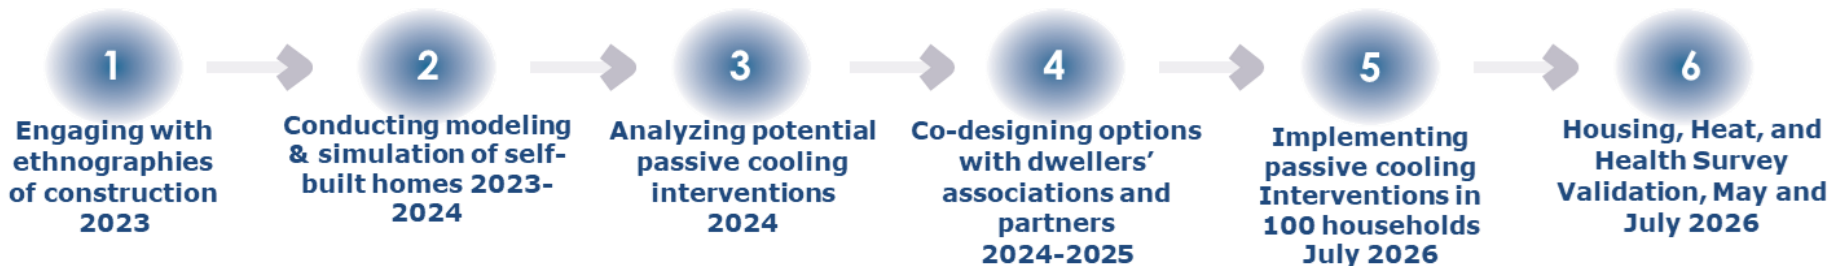 1
Engaging with
ethnographies
of construction
2023
2
Conducting modeling
& simulation of self-
built homes 2023-
2024
3
Analyzing potential
passive cooling
interventions
2024
4
Co-designing options
with dwellers’
associations and
partners
2024-2025
5
Implementing
passive cooling
Interventions in
100 households
July 2026
6
Housing, Heat, and
Health Survey
Validation, May and
July 2026